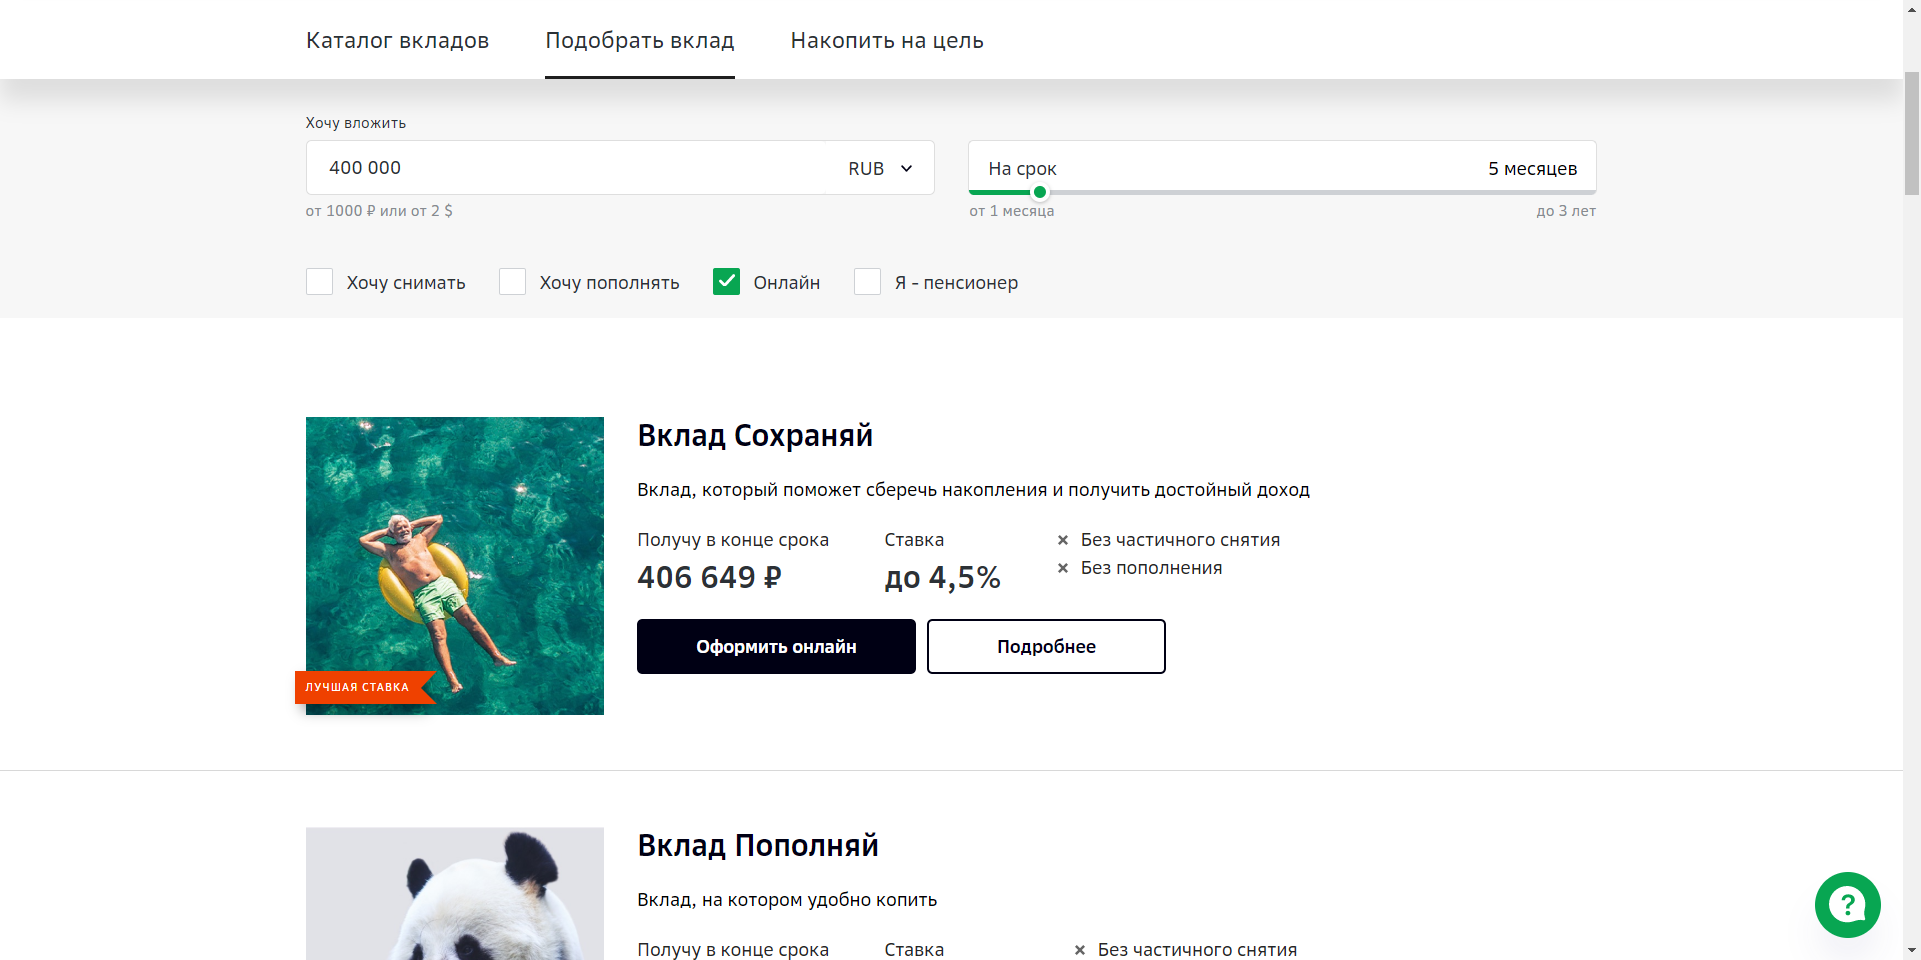 Каталог вкладов
Подобрать вклад
Накопить на цель
Хочу вложить
400 000
RUB
На срок
5 месяцев
от 1000 ₽ или от 2 $
от 1 месяца
до 3 лет
Хочу снимать
Хочу пополнять
Онлайн
Я - пенсионер
Вклад Сохраняй
Вклад, который поможет сберечь накопления и получить достойный доход
Получу в конце срока
Ставка
Без частичного снятия
406 649 ₽
до 4,5%
Без пополнения
Оформить онлайн
Подробнее
ЛУЧШАЯ СТАВКА
Вклад Пополняй
Вклад, на котором удобно копить
Получу в конце срока
Ставка
Без частичного снятия